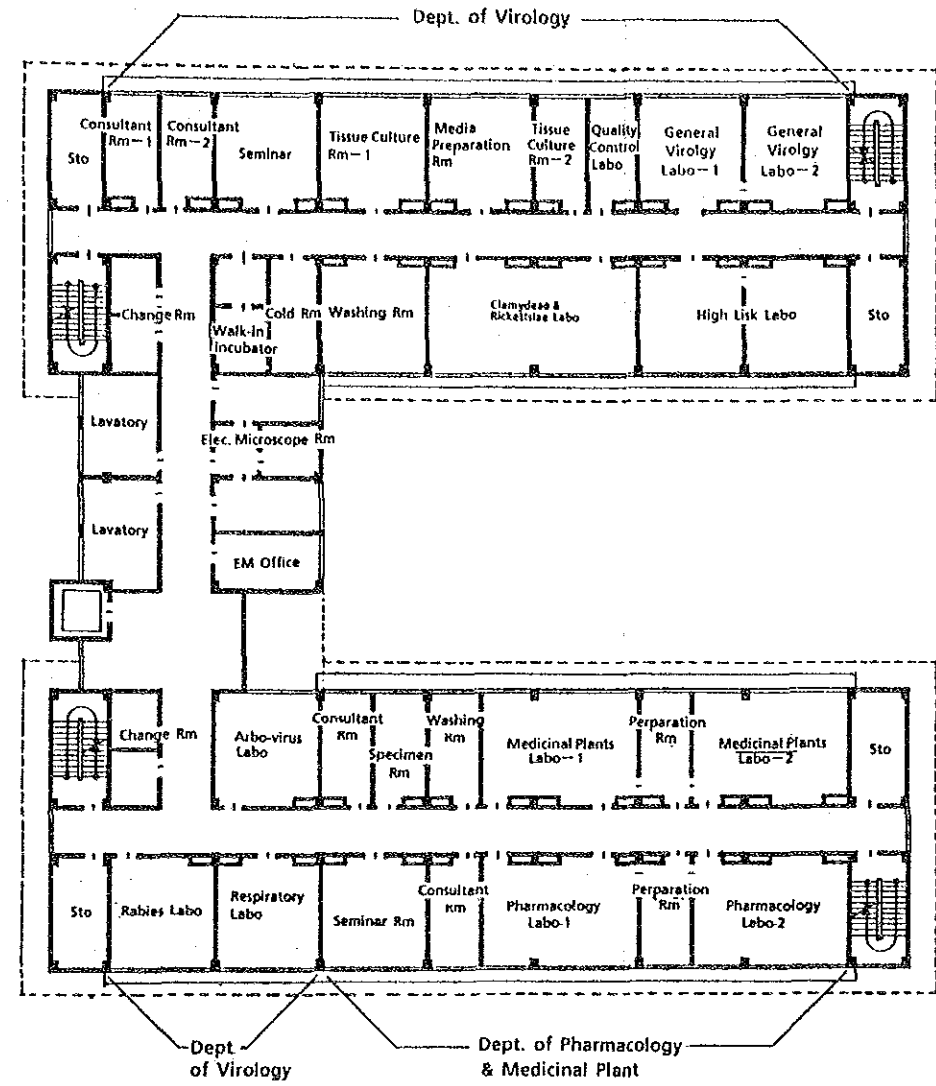 Dept. of Virology
Sto
Consultant
Rm-1
Consultant
Rm-2
Seminar
Tissue Culture
Rm-1
Media
Preparation
Rm
Tissue
Culture
Rm-2
Quality
Control
Labo
General
Virolgy
Labo-1
General
Virolgy
Labo-2
Change Rm
Walk-in
Incubator
Cold Rm
Washing Rm
Clamydeae &
Rickettsiae Labo
High Lisk Labo
Sto
Lavatory
Elec. Microscope Rm
Lavatory
EM Office
Change Rm
Arbo-virus
Labo
Consultant
Rm
Specimen
Rm
Washing
Rm
Medicinal Plants
Labo-1
Perparation
Rm
Medicinal Plants
Labo-2
Sto
Sto
Rabies Labo
Respiratory
Labo
Seminar Rm
Consultant
Rm
Pharmacology
Labo-1
Perparation
Rm
Pharmacology
Labo-2
Dept.
of Virology
Dept. of Pharmacology
& Medicinal Plant